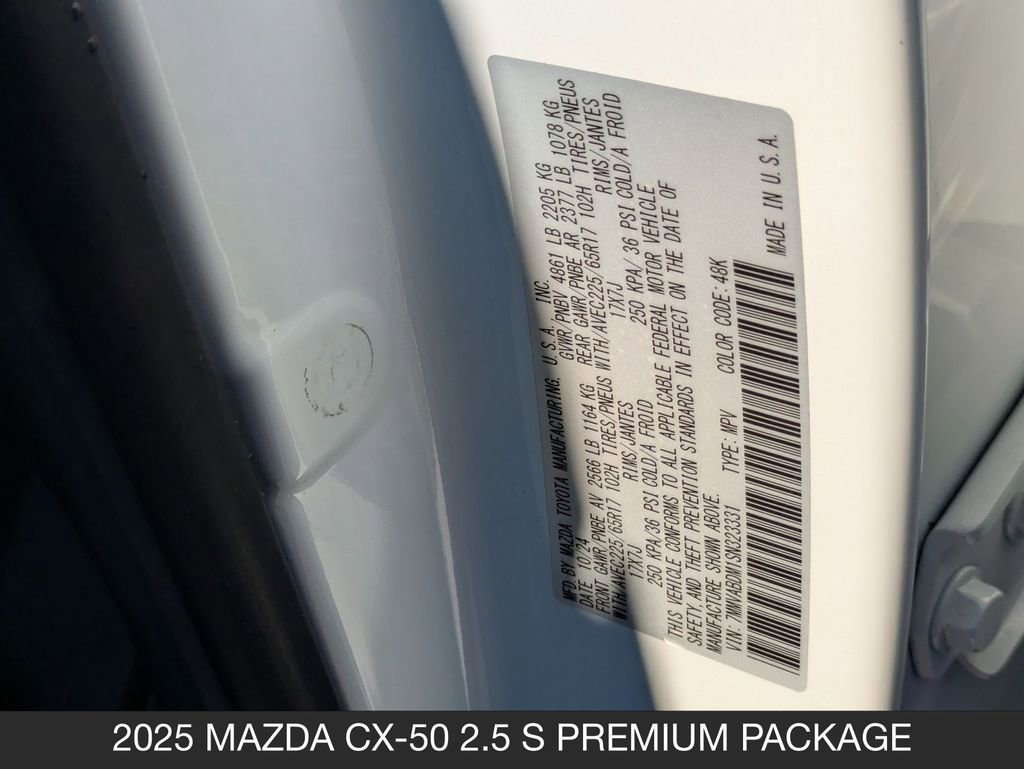 MFD. BY MAZDA TOYOTA MANUFACTURING, U.S.A., INC.
DATE 10/24 GVWR/PNBV 4861 LB 2205 KG
FRONT GAWR/PNBE AV 2566 LB 1164 KG REAR GAWR/PNBE AR 2377 LB 1078 KG
WITH/AVEC225/65R17 102H TIRES/PNEUS WITH/AVEC225/65R17 102H TIRES/PNEUS
17X7J RIMS/JANTES 17X7J RIMS/JANTES
250 KPA/36 PSI COLD/A FROID 250 KPA/ 36 PSI COLD/A FROID
THIS VEHICLE CONFORMS TO ALL APPLICABLE FEDERAL MOTOR VEHICLE
SAFETY, AND THEFT PREVENTION STANDARDS IN EFFECT ON THE DATE OF
MANUFACTURE SHOWN ABOVE.
VIN: 7MMVABDM1SN323331 TYPE: MPV COLOR CODE: 48K
MADE IN U.S.A.
2025 MAZDA CX-50 2.5 S PREMIUM PACKAGE